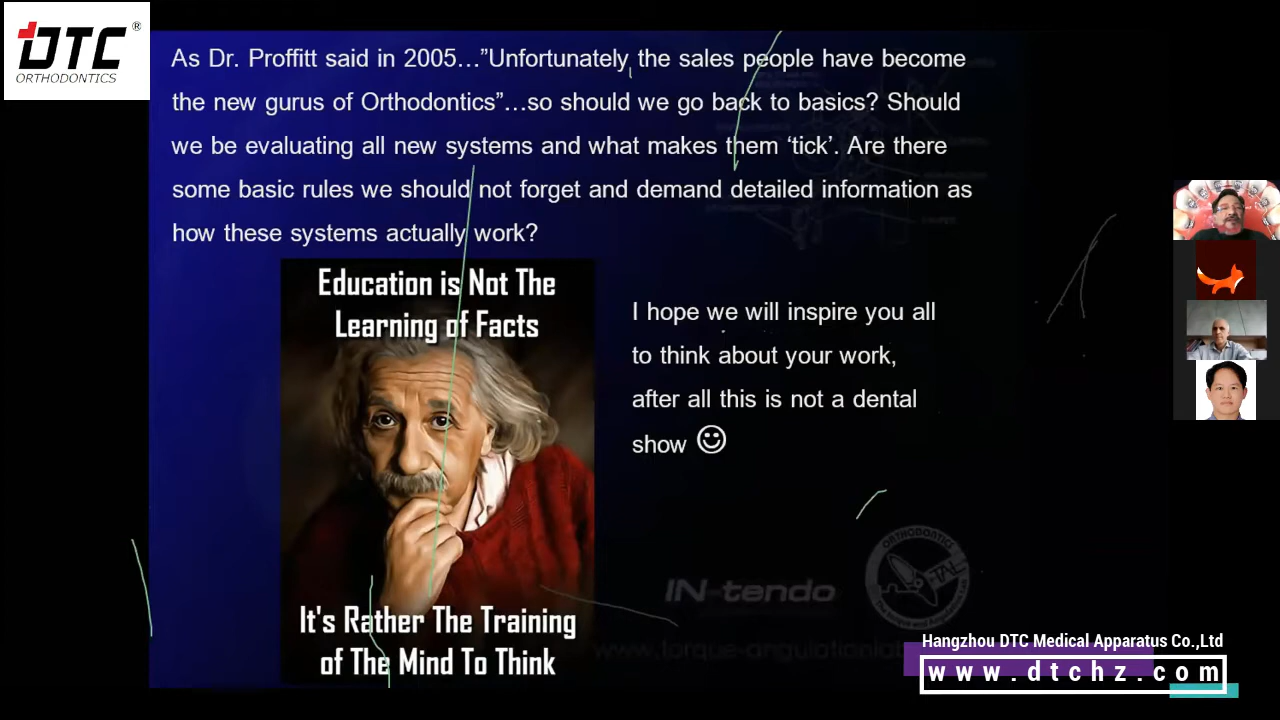 DTC®
ORTHODONTICS
As Dr. Proffitt said in 2005…”Unfortunately the sales people have become
the new gurus of Orthodontics”…so should we go back to basics? Should
we be evaluating all new systems and what makes them ‘tick’. Are there
some basic rules we should not forget and demand detailed information as
how these systems actually work?
Education is Not The
Learning of Facts
I hope we will inspire you all
to think about your work,
after all this is not a dental
show ☺
It's Rather The Training
of The Mind To Think
ORTHODONTICS
TAL
IN-tendo
Hangzhou DTC Medical Apparatus Co.,Ltd
www.dtchz.com